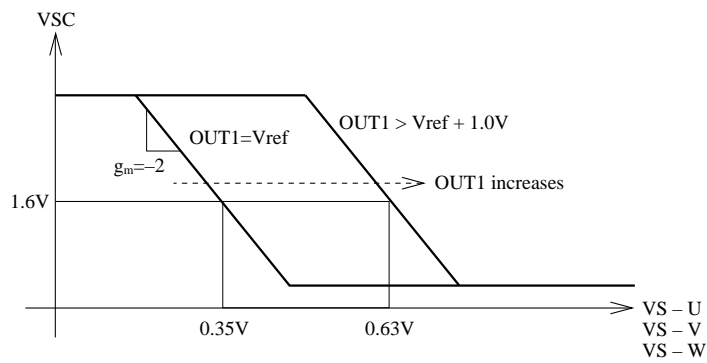 VSC
OUT1 > Vref + 1.0V
OUT1=Vref
gm=–2
OUT1 increases
1.6V
0.35V
0.63V
VS – U
VS – V
VS – W